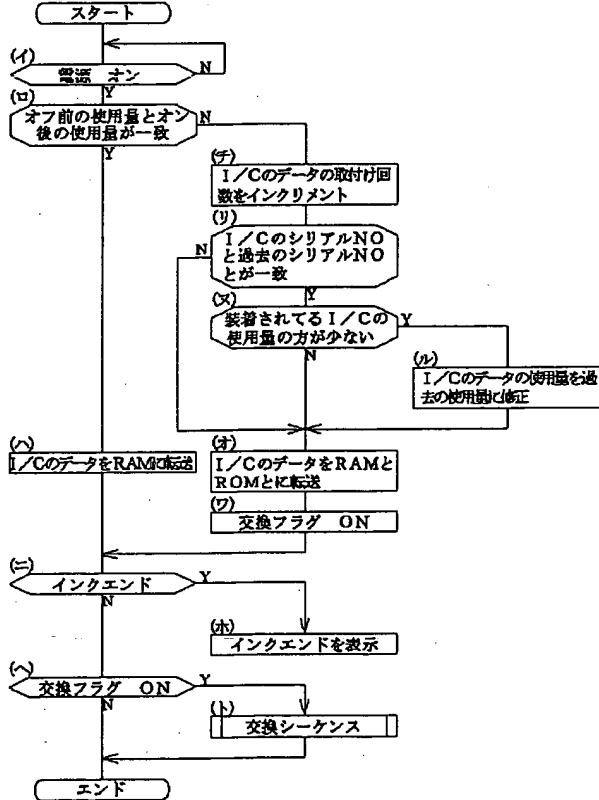 スタート
(イ)
電源 オン
N
Y
(ロ)
オフ前の使用量とオン
後の使用量が一致
N
Y
(チ)
I/Cのデータの取付け回
数をインクリメント
(リ)
I/CのシリアルNO
と過去のシリアルNO
とが一致
N
Y
(ヌ)
装着されてるI/Cの
使用量の方が少ない
Y
N
(ル)
I/Cのデータの使用量を過
去の使用量に修正
(ハ)
I/CのデータをRAMに転送
(オ)
I/CのデータをRAMと
ROMとに転送
(ワ)
交換フラグ ON
(ニ)
インクエンド
Y
N
(ホ)
インクエンドを表示
(ヘ)
交換フラグ ON
Y
N
(ト)
交換シーケンス
エンド